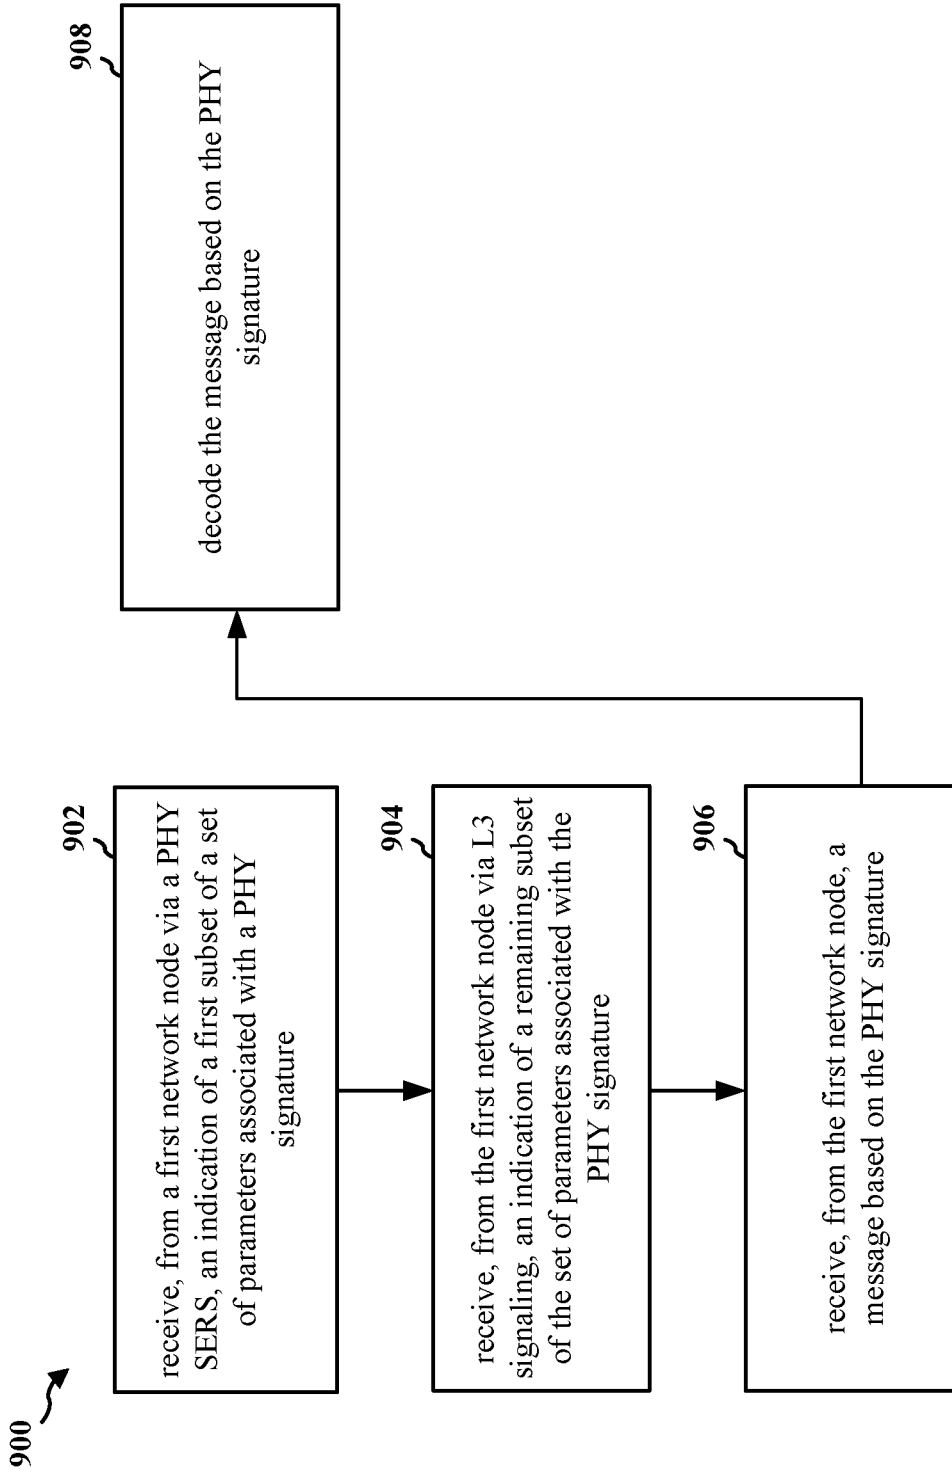 900
902
receive, from a first network node via a PHY
SERS, an indication of a first subset of a set
of parameters associated with a PHY
signature
904
receive, from the first network node via L3
signaling, an indication of a remaining subset
of the set of parameters associated with the
PHY signature
906
receive, from the first network node, a
message based on the PHY signature
908
decode the message based on the PHY
signature